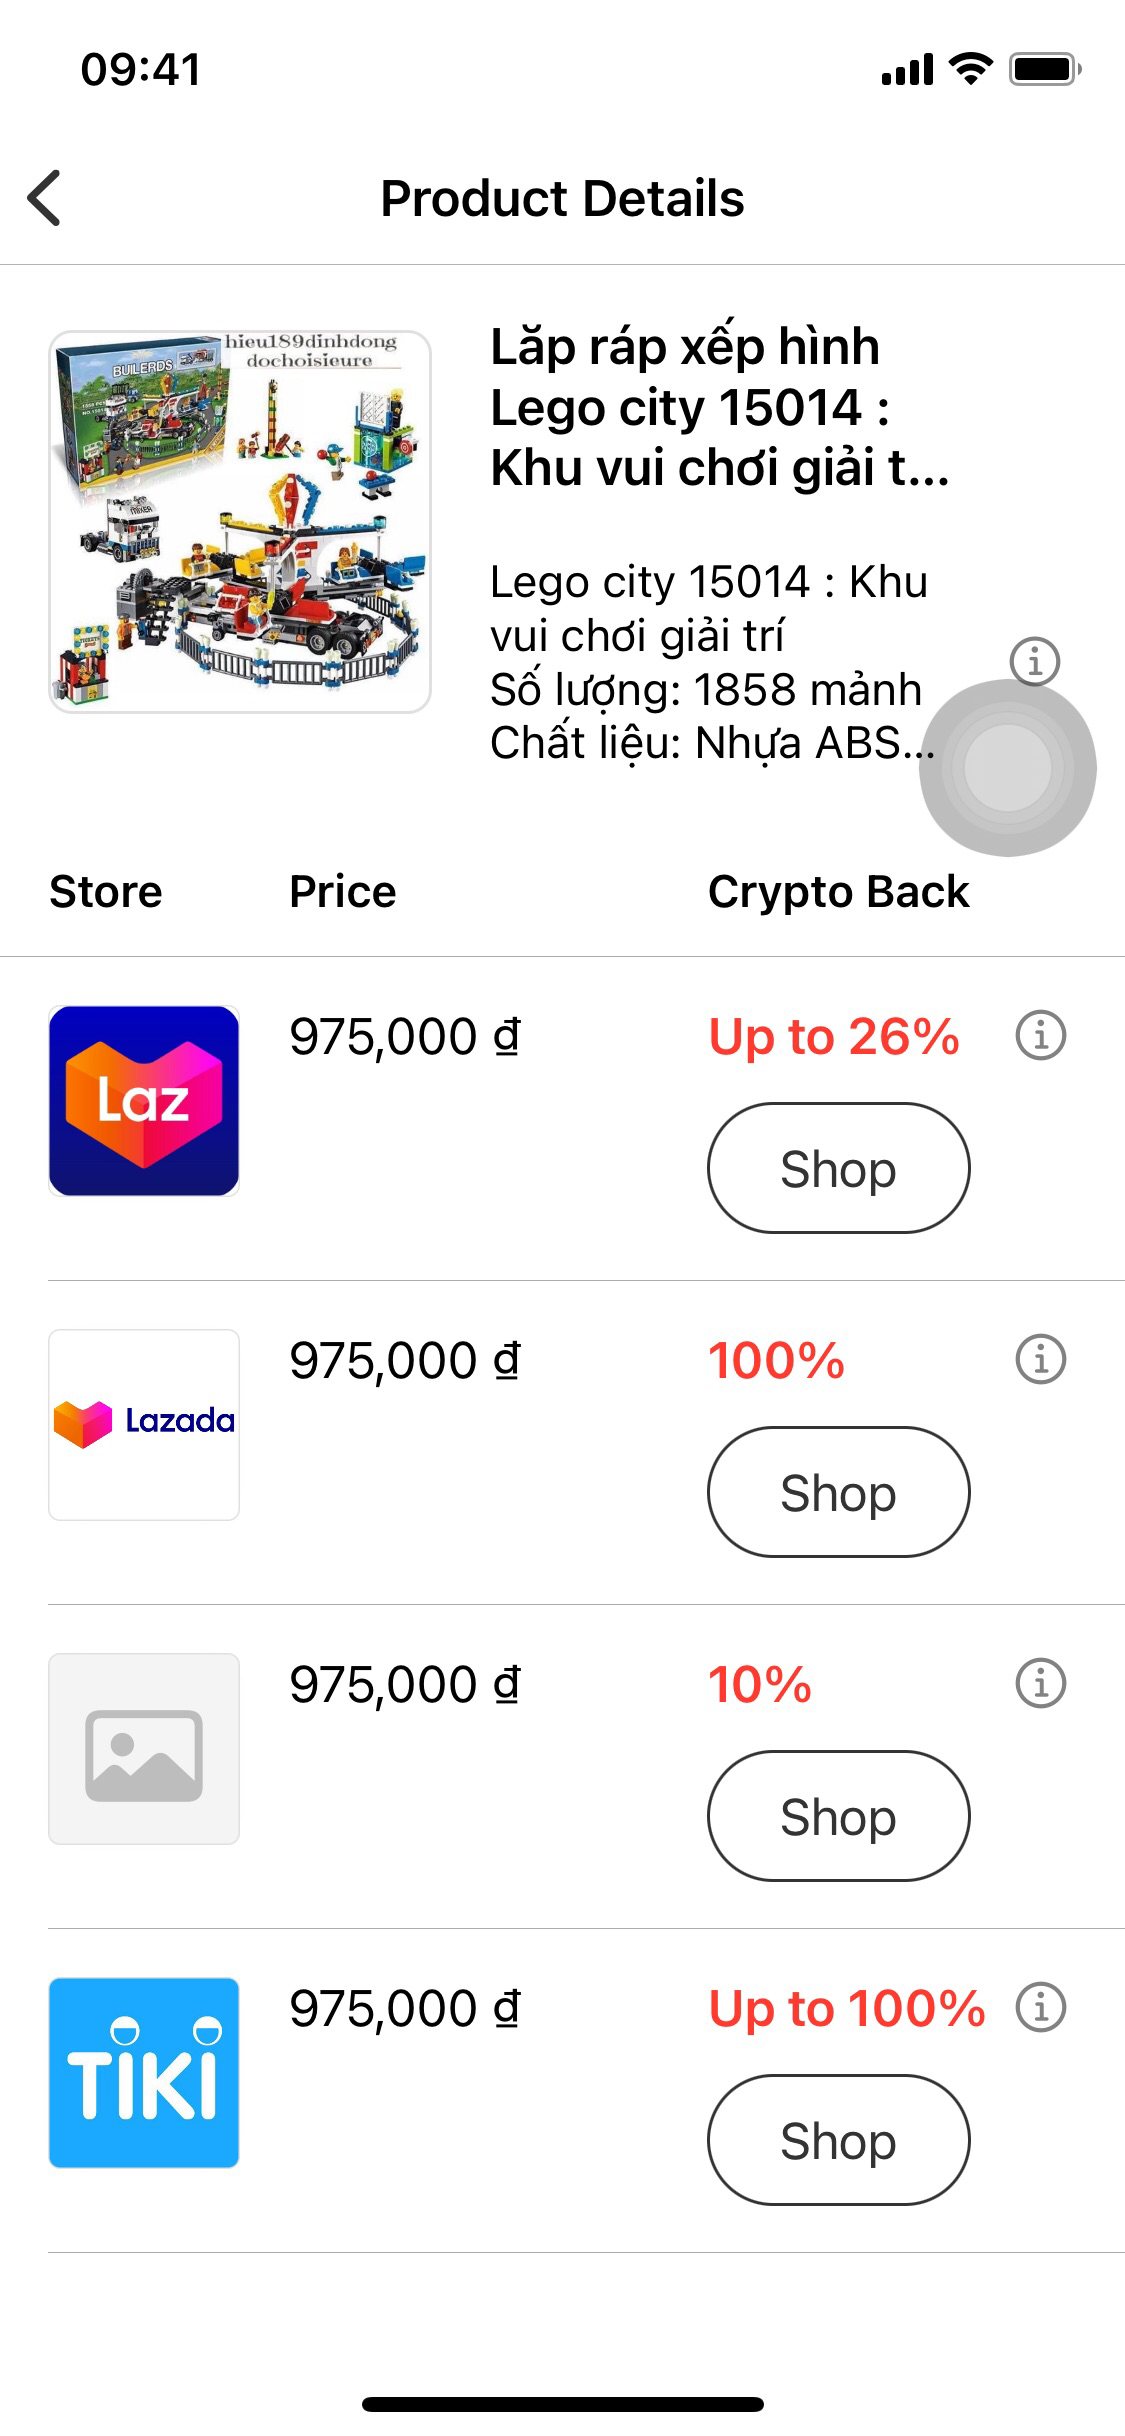 09:41
Product Details
hieu189dinhdong
dochoisieure
BUILERDS
Lăp ráp xếp hình
Lego city 15014 :
Khu vui chơi giải t...
Lego city 15014 : Khu
vui chơi giải trí
Số lượng: 1858 mảnh
Chất liệu: Nhựa ABS...
Store Price Crypto Back
Laz 975,000 ₫ Up to 26%
Shop
Lazada 975,000 ₫ 100%
Shop
975,000 ₫ 10%
Shop
TIKI 975,000 ₫ Up to 100%
Shop